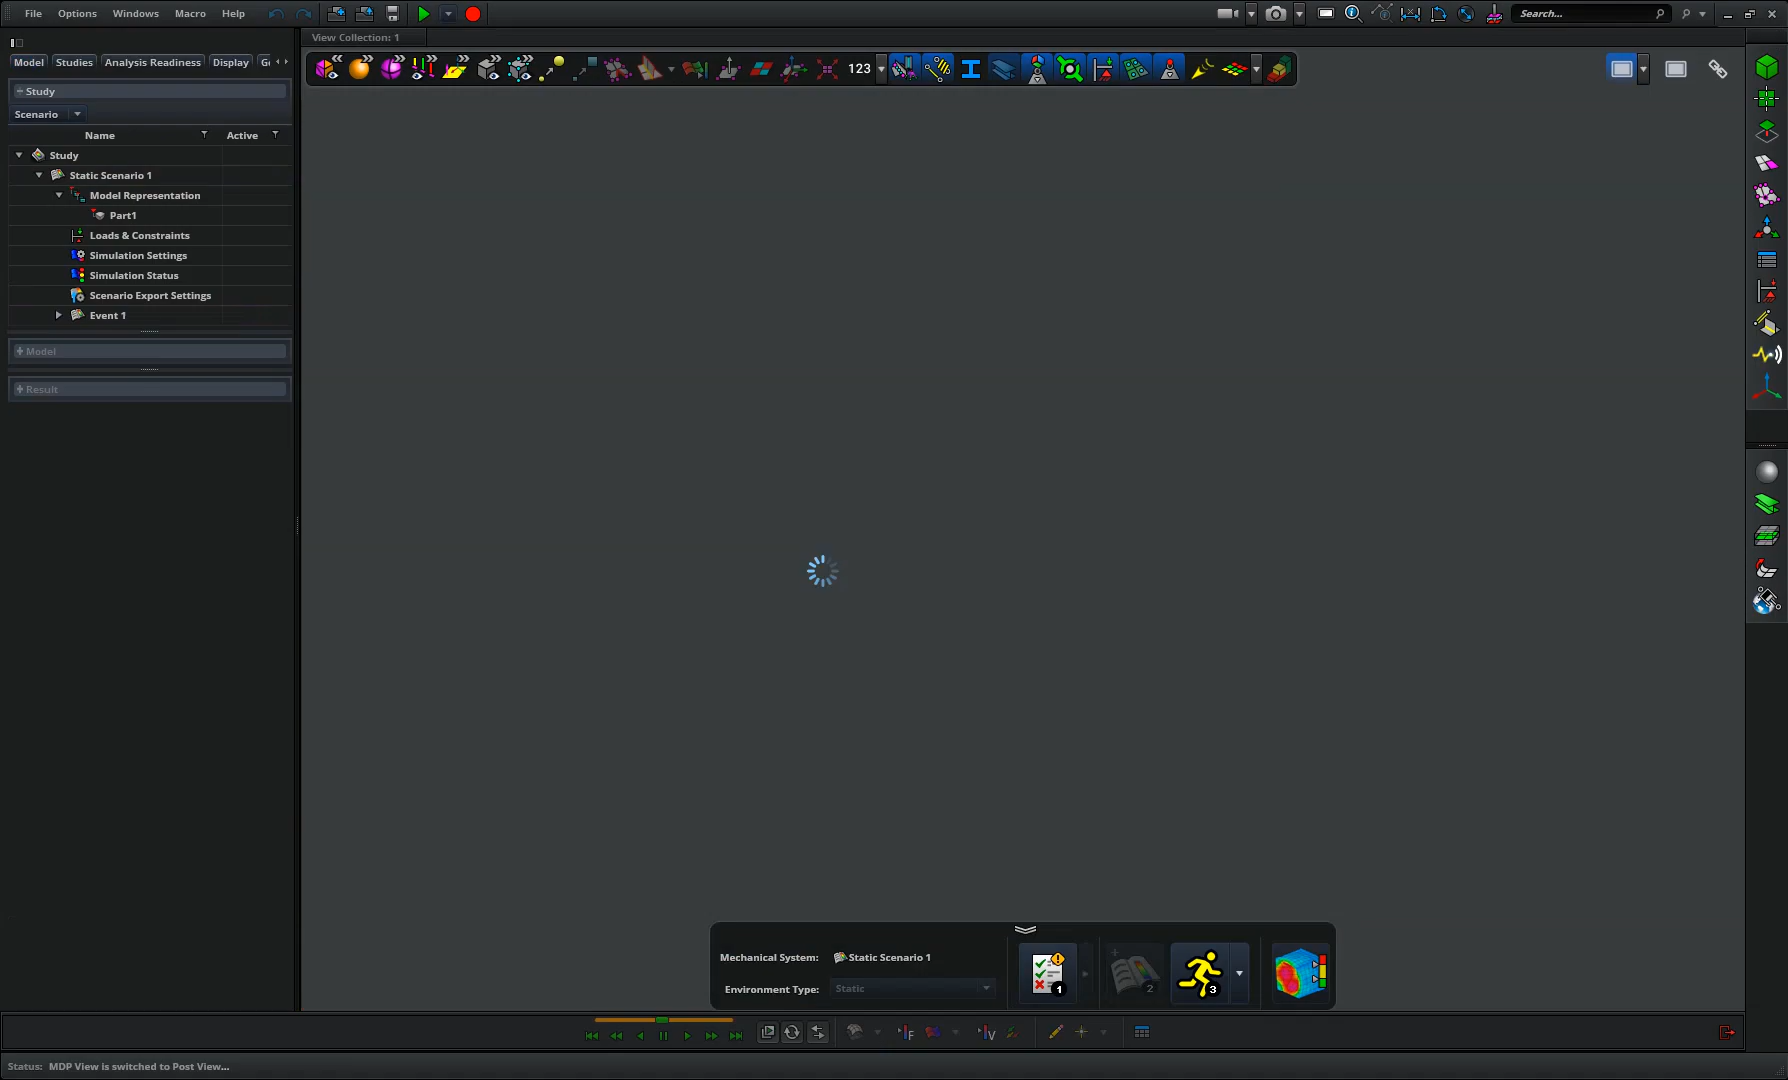 File Options Windows Macro Help Search...
View Collection: 1
Model Studies Analysis Readiness Display
123
Study
Scenario
Name Active
Study
Static Scenario 1
Model Representation
Part1
Loads & Constraints
Simulation Settings
Simulation Status
Scenario Export Settings
Event 1
Model
Result
Mechanical System: Static Scenario 1
1 2 3
Environment Type: Static
F V
Status: MDP View is switched to Post View...